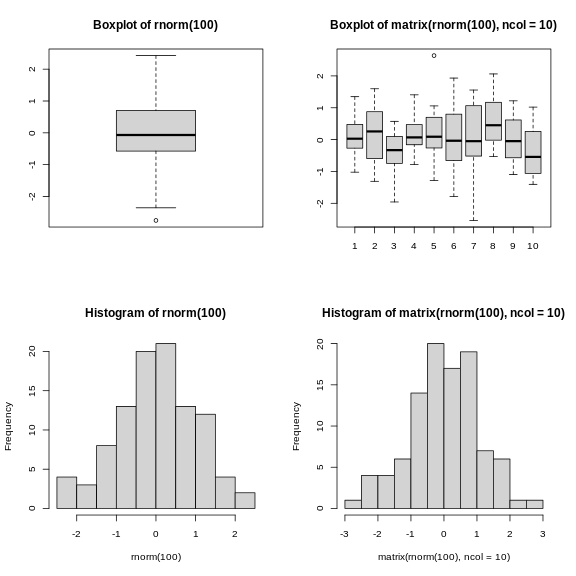 Boxplot of rnorm(100)
2
1
0
-1
-2
Boxplot of matrix(rnorm(100), ncol = 10)
2
1
0
-1
-2
1 2 3 4 5 6 7 8 9 10
Histogram of rnorm(100)
Frequency
20
15
10
5
0
-2 -1 0 1 2
rnorm(100)
Histogram of matrix(rnorm(100), ncol = 10)
Frequency
20
15
10
5
0
-3 -2 -1 0 1 2 3
matrix(rnorm(100), ncol = 10)